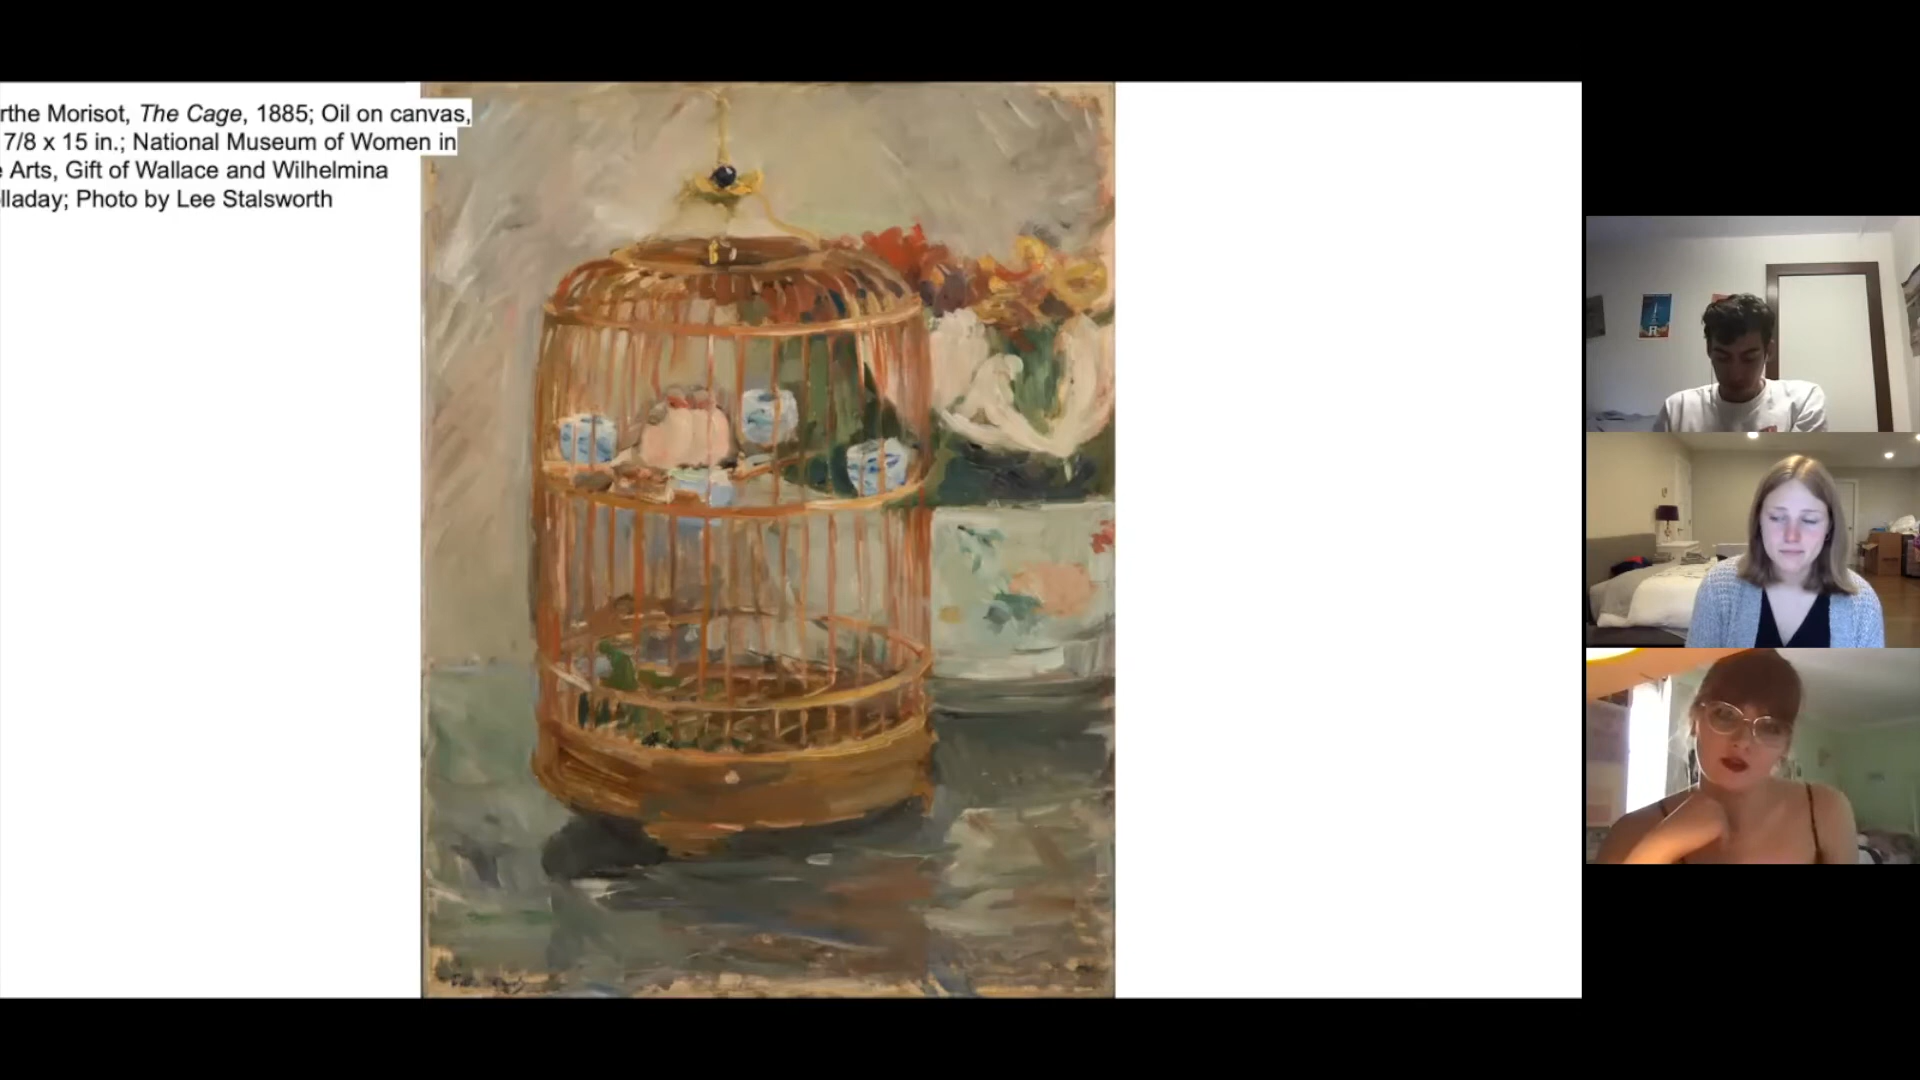 rthe Morisot, The Cage, 1885; Oil on canvas,
7/8 x 15 in.; National Museum of Women in
e Arts, Gift of Wallace and Wilhelmina
lladay; Photo by Lee Stalsworth